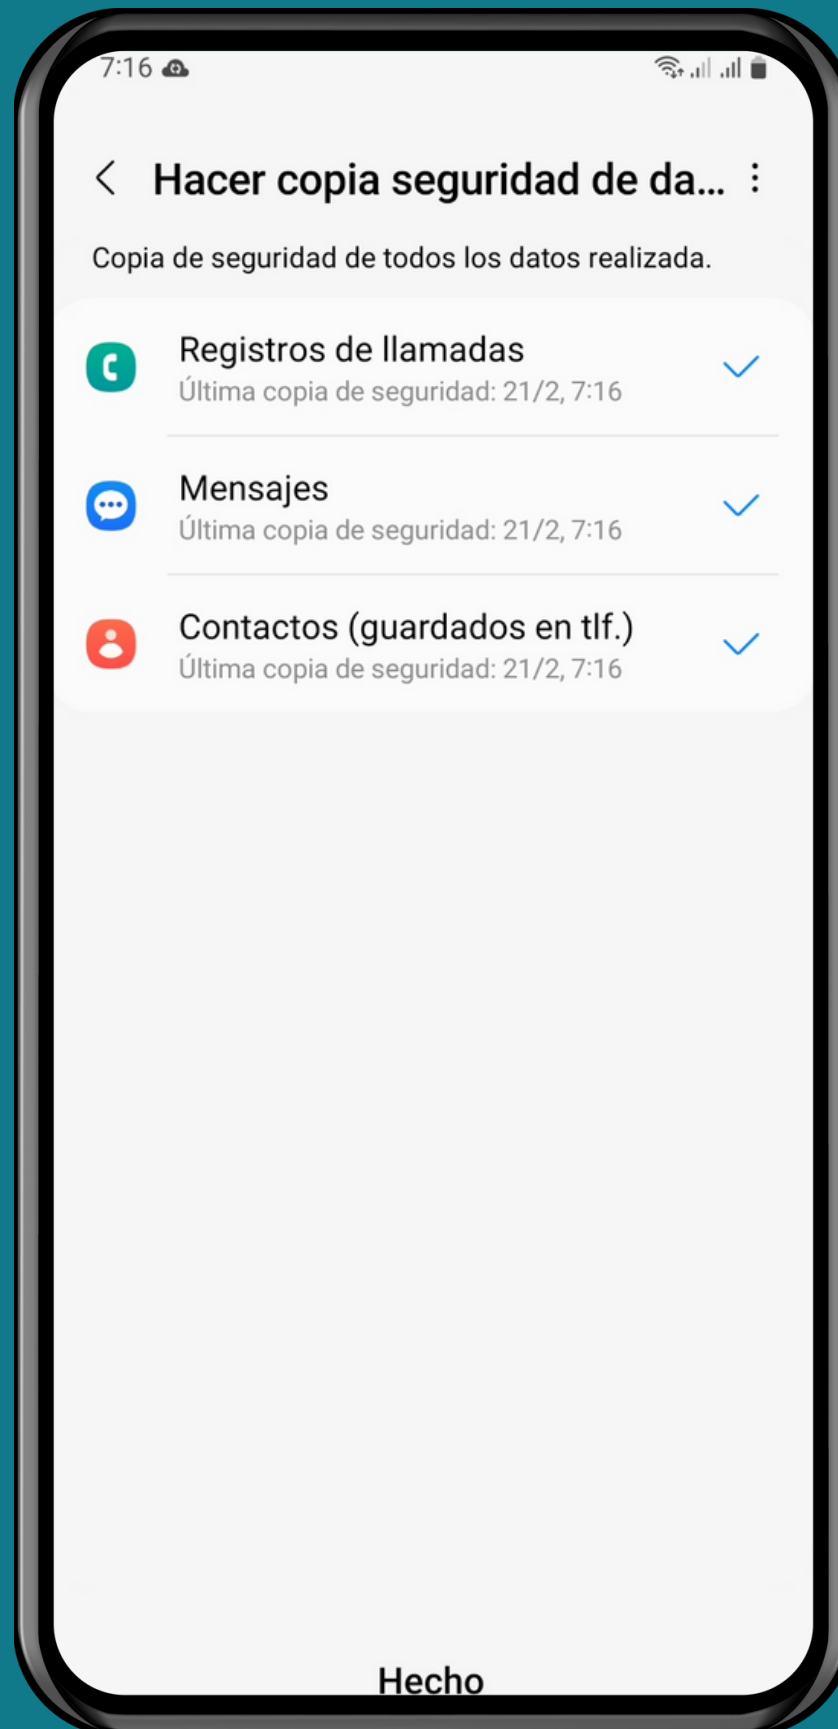 7:16
Hacer copia seguridad de da...
Copia de seguridad de todos los datos realizada.
Registros de llamadas
Última copia de seguridad: 21/2, 7:16
Mensajes
Última copia de seguridad: 21/2, 7:16
Contactos (guardados en tlf.)
Última copia de seguridad: 21/2, 7:16
Hecho